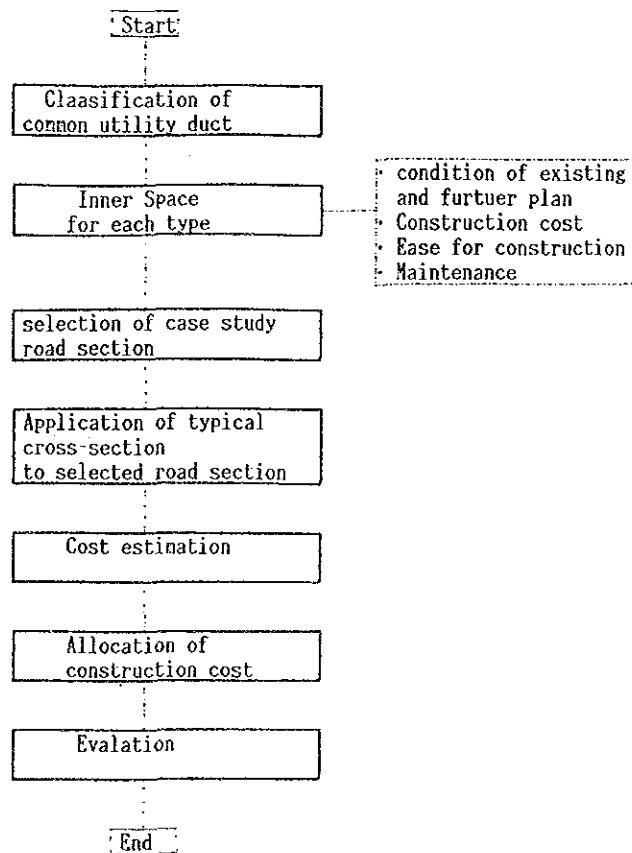 Start
Claasification of
common utility duct
Inner Space
for each type
· condition of existing
and furtuer plan
· Construction cost
· Ease for construction
· Maintenance
selection of case study
road section
Application of typical
cross-section
to selected road section
Cost estimation
Allocation of
construction cost
Evalation
End